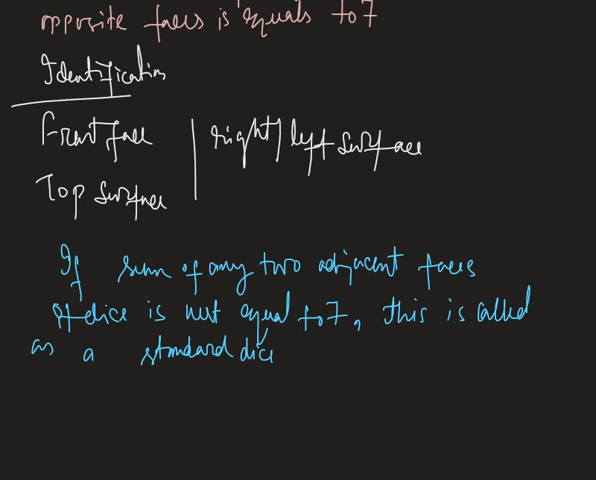 opposite faces is equals to 7
Identification
Front face | right/left surface
Top surface
If sum of any two adjacent faces
of dice is not equal to 7, this is called
as a standard dice